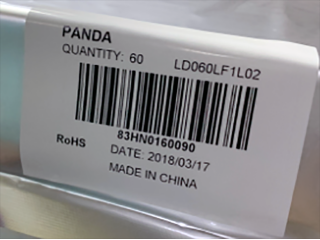 PANDA
QUANTITY: 60 LD060LF1L02
83HN0160090
RoHS DATE: 2018/03/17
MADE IN CHINA